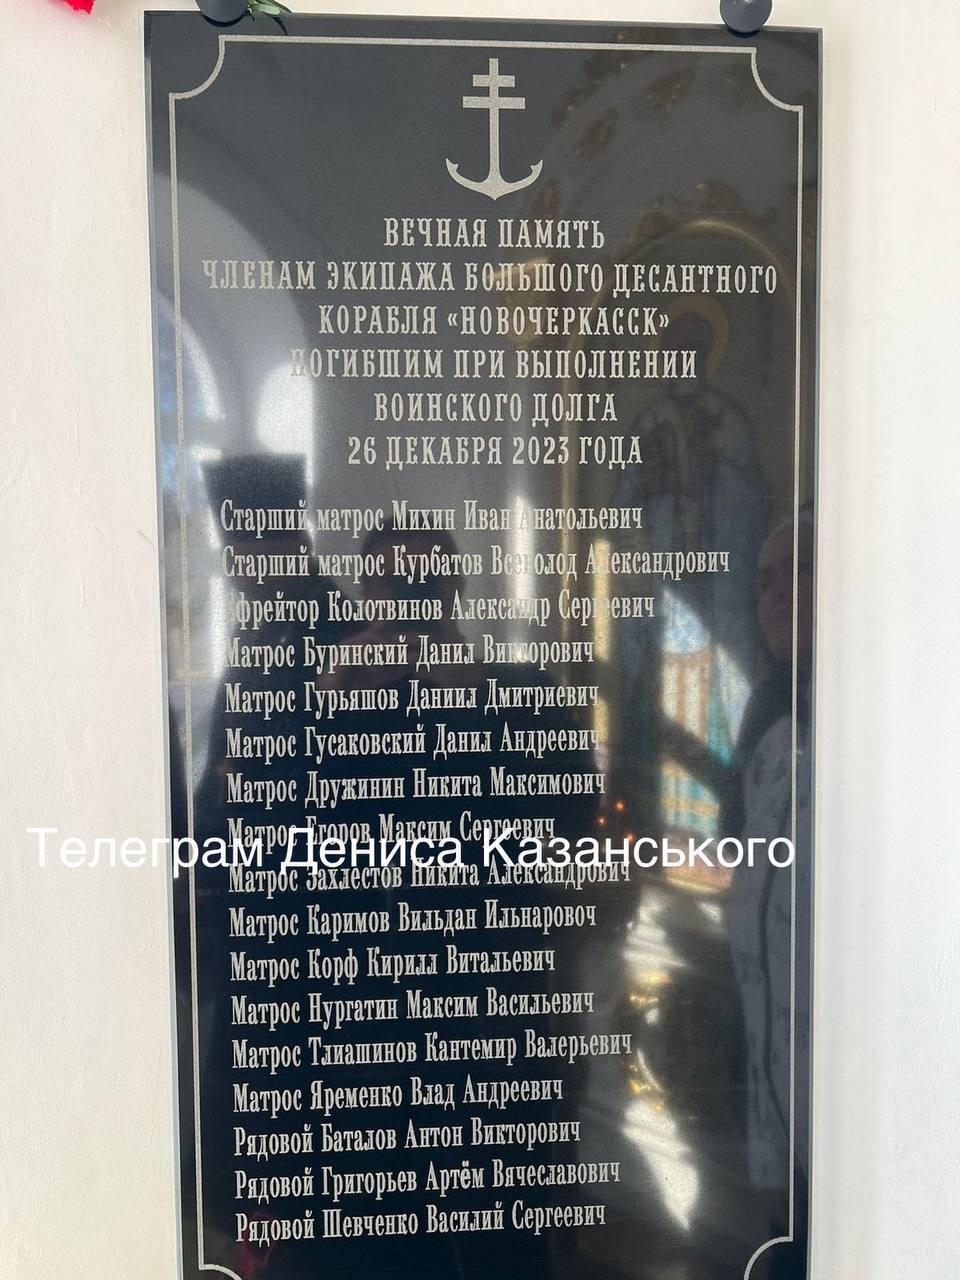 ВЕЧНАЯ ПАМЯТЬ
ЧЛЕНАМ ЭКИПАЖА БОЛЬШОГО ДЕСАНТНОГО
КОРАБЛЯ «НОВОЧЕРКАССК»
ПОГИБШИМ ПРИ ВЫПОЛНЕНИИ
ВОИНСКОГО ДОЛГА
26 ДЕКАБРЯ 2023 ГОДА
Старший матрос Михин Иван Анатольевич
Старший матрос Курбатов Всеволод Александрович
Ефрейтор Колотвинов Александр Сергеевич
Матрос Буринский Данил Викторович
Матрос Гурьяшов Даниил Дмитриевич
Матрос Гусаковский Данил Андреевич
Матрос Дружинин Никита Максимович
Матрос Егоров Максим Сергеевич
Телеграм Дениса Казанського
Матрос Захлестов Никита Александрович
Матрос Каримов Вильдан Ильнаровоч
Матрос Корф Кирилл Витальевич
Матрос Нургатин Максим Васильевич
Матрос Тлиашинов Кантемир Валерьевич
Матрос Яременко Влад Андреевич
Рядовой Баталов Антон Викторович
Рядовой Григорьев Артём Вячеславович
Рядовой Шевченко Василий Сергеевич